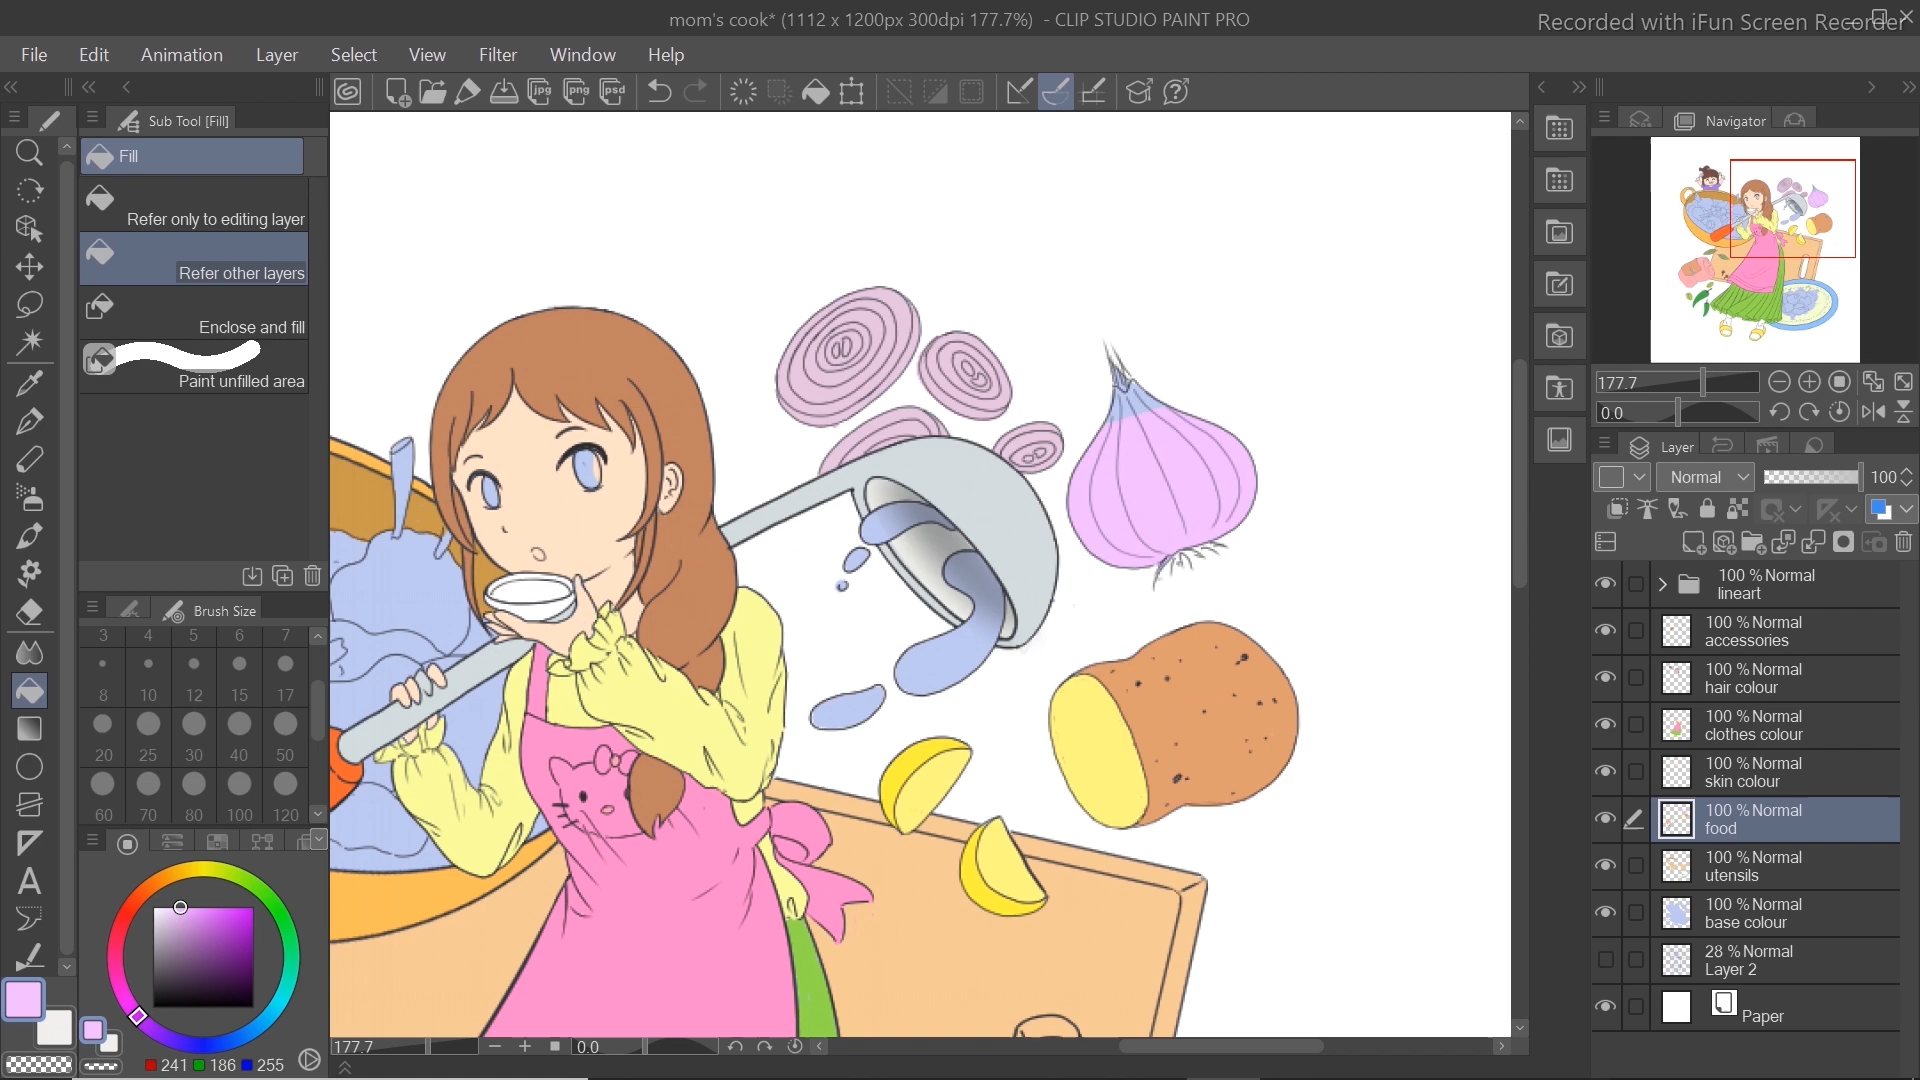 mom's cook* (1112 x 1200px 300dpi 177.7%) - CLIP STUDIO PAINT PRO
Recorded with iFun Screen Recorder
File Edit Animation Layer Select View Filter Window Help
jpg png psd
Sub Tool [Fill]
Fill
Refer only to editing layer
Refer other layers
Enclose and fill
Paint unfilled area
Brush Size
3 4 5 6 7
8 10 12 15 17
20 25 30 40 50
60 70 80 100 120
241 186 255
177.7 0.0
Navigator
177.7
0.0
Layer
Normal 100
100 % Normal
lineart
100 % Normal
accessories
100 % Normal
hair colour
100 % Normal
clothes colour
100 % Normal
skin colour
100 % Normal
food
100 % Normal
utensils
100 % Normal
base colour
28 % Normal
Layer 2
Paper